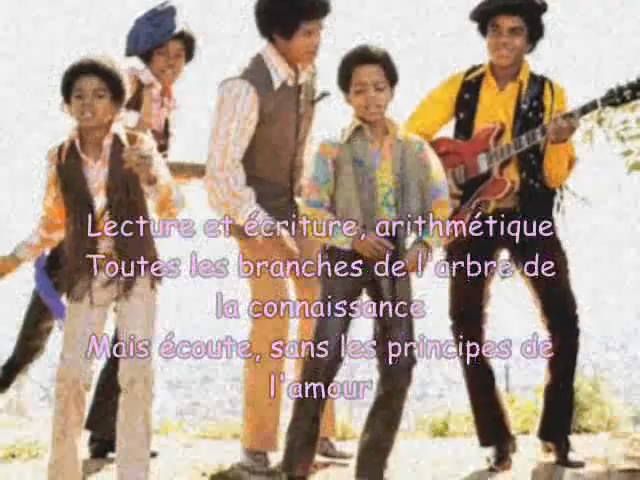 Lecture et écriture, arithmétique
Toutes les branches de l'arbre de
la connaissance
Mais écoute, sans les principes de
l'amour